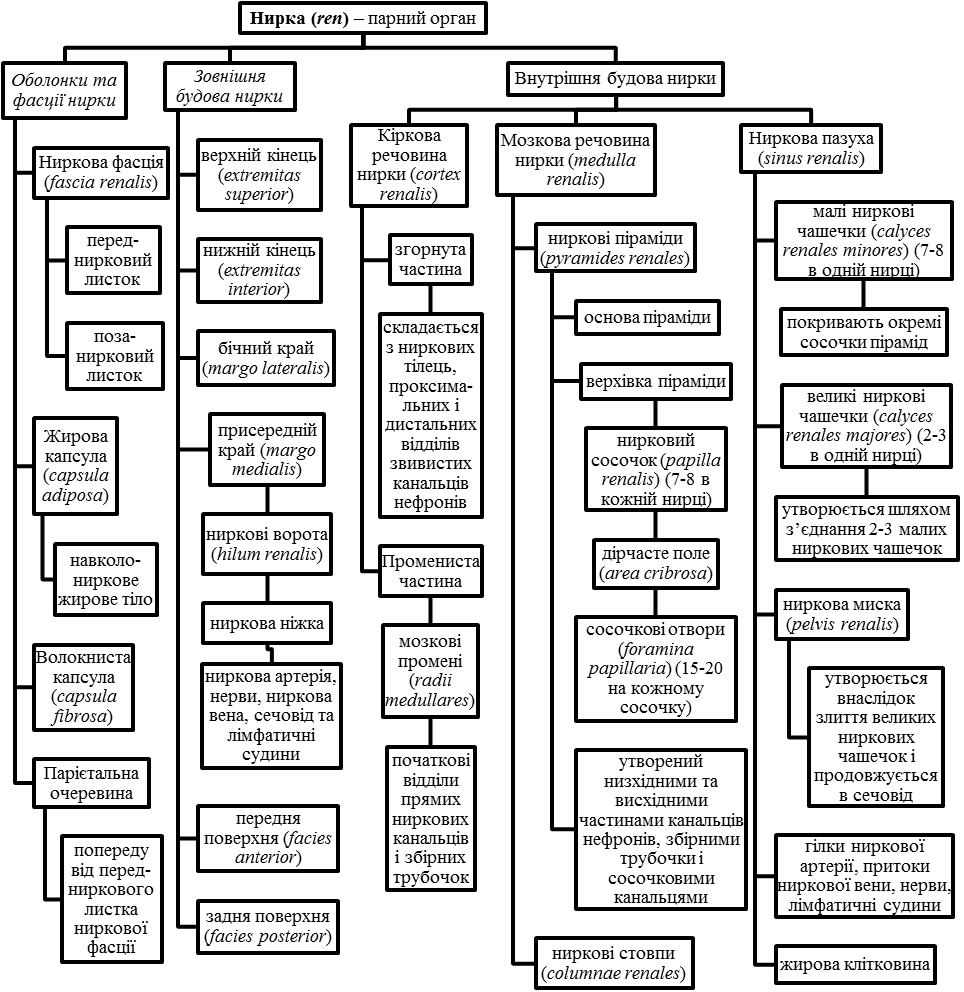 Нирка (ren) – парний орган
Оболонки та
фасції нирки
Ниркова фасція
(fascia renalis)
перед-
нирковий
листок
поза-
нирковий
листок
Жирова
капсула
(capsula
adiposa)
навколо-
ниркове
жирове тіло
Волокниста
капсула
(capsula
fibrosa)
Парієтальна
очеревина
попереду
від перед-
ниркового
листка
ниркової
фасції
Зовнішня
будова нирки
верхній кінець
(extremitas
superior)
нижній кінець
(extremitas
interior)
бічний край
(margo lateralis)
присередній
край (margo
medialis)
ниркові ворота
(hilum renalis)
ниркова ніжка
ниркова артерія,
нерви, ниркова
вена, сечовід та
лімфатичні
судини
передня
поверхня (facies
anterior)
задня поверхня
(facies posterior)
Внутрішня будова нирки
Кіркова
речовина
нирки (cortex
renalis)
згорнута
частина
складається
з ниркових
тілець,
проксима-
льних і
дистальних
відділів
звивистих
канальців
нефронів
Промениста
частина
мозкові
промені
(radii
medullares)
початкові
відділи
прямих
ниркових
канальців
і збірних
трубочок
Мозкова речовина
нирки (medulla
renalis)
ниркові піраміди
(pyramides renales)
основа піраміди
верхівка піраміди
нирковий
сосочок (papilla
renalis) (7-8 в
кожній нирці)
дірчасте поле
(area cribrosa)
сосочкові отвори
(foramina
papillaria) (15-20
на кожному
сосочку)
утворений
низхідними та
висхідними
частинами канальців
нефронів, збірними
трубочки і
сосочковими
канальцями
ниркові стовпи
(columnae renales)
Ниркова пазуха
(sinus renalis)
малі ниркові
чашечки (calyces
renales minores) (7-8
в одній нирці)
покривають окремі
сосочки пірамід
великі ниркові
чашечки (calyces
renales majores) (2-3
в одній нирці)
утворюється шляхом
з’єднання 2-3 малих
ниркових чашечок
ниркова миска
(pelvis renalis)
утворюється
внаслідок
злиття великих
ниркових
чашечок і
продовжується
в сечовід
гілки ниркової
артерії, притоки
ниркової вени, нерви,
лімфатичні судини
жирова клітковина